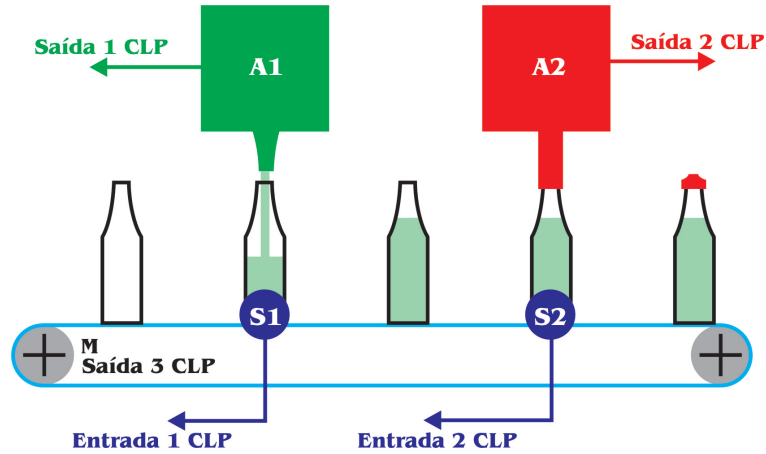 Saída 1 CLP
A1
A2
Saída 2 CLP
S1
S2
M
Saída 3 CLP
Entrada 1 CLP
Entrada 2 CLP